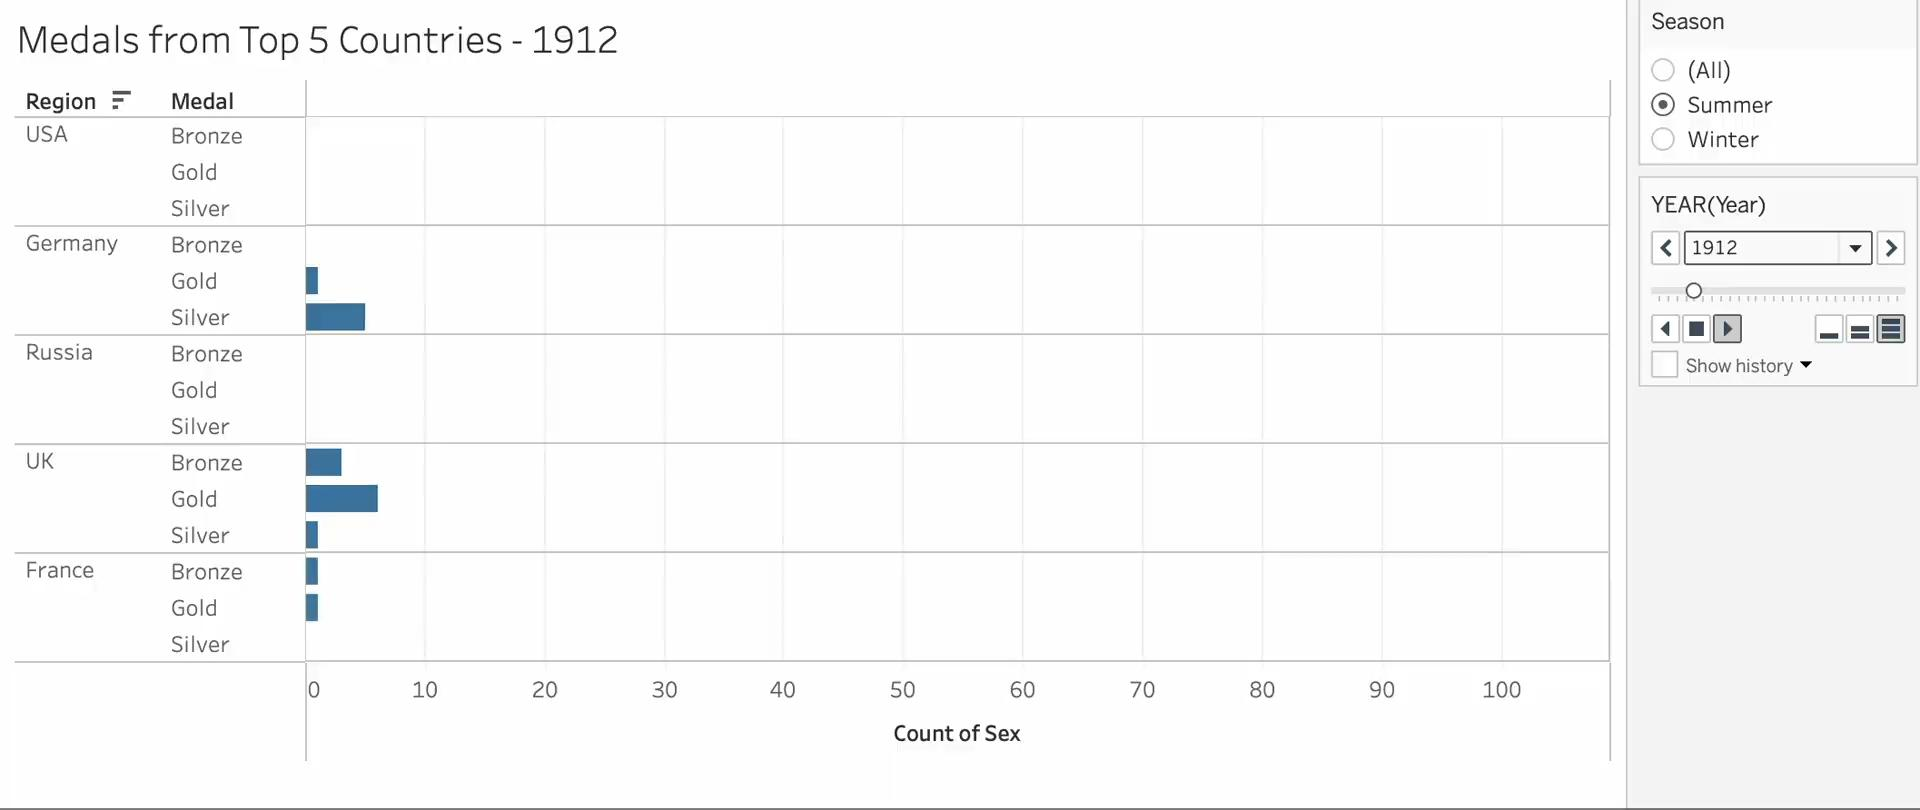 Medals from Top 5 Countries - 1912
Region Medal
USA Bronze
Gold
Silver
Germany Bronze
Gold
Silver
Russia Bronze
Gold
Silver
UK Bronze
Gold
Silver
France Bronze
Gold
Silver
0 10 20 30 40 50 60 70 80 90 100
Count of Sex
Season
(All)
Summer
Winter
YEAR(Year)
1912
Show history